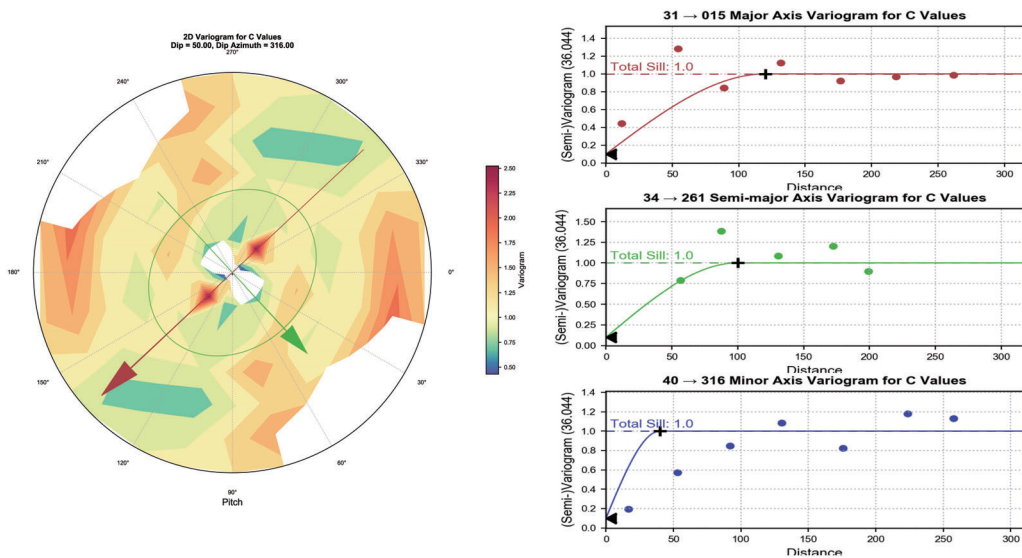 2D Variogram for C Values
Dip = 50.00, Dip Azimuth = 316.00
270°
240°
300°
210°
330°
180°
0°
150°
30°
120°
60°
90°
Pitch
2.50
2.25
2.00
1.75
1.50
1.25
1.00
0.75
0.50
Variogram
31 → 015 Major Axis Variogram for C Values
(Semi-)Variogram (36.044)
1.4
1.2
1.0
0.8
0.6
0.4
0.2
0.0
Total Sill: 1.0
0 50 100 150 200 250 300
Distance
34 → 261 Semi-major Axis Variogram for C Values
(Semi-)Variogram (36.044)
1.50
1.25
1.00
0.75
0.50
0.25
0.00
Total Sill: 1.0
0 50 100 150 200 250 300
Distance
40 → 316 Minor Axis Variogram for C Values
(Semi-)Variogram (36.044)
1.4
1.2
1.0
0.8
0.6
0.4
0.2
0.0
Total Sill: 1.0
0 50 100 150 200 250 300
Distance